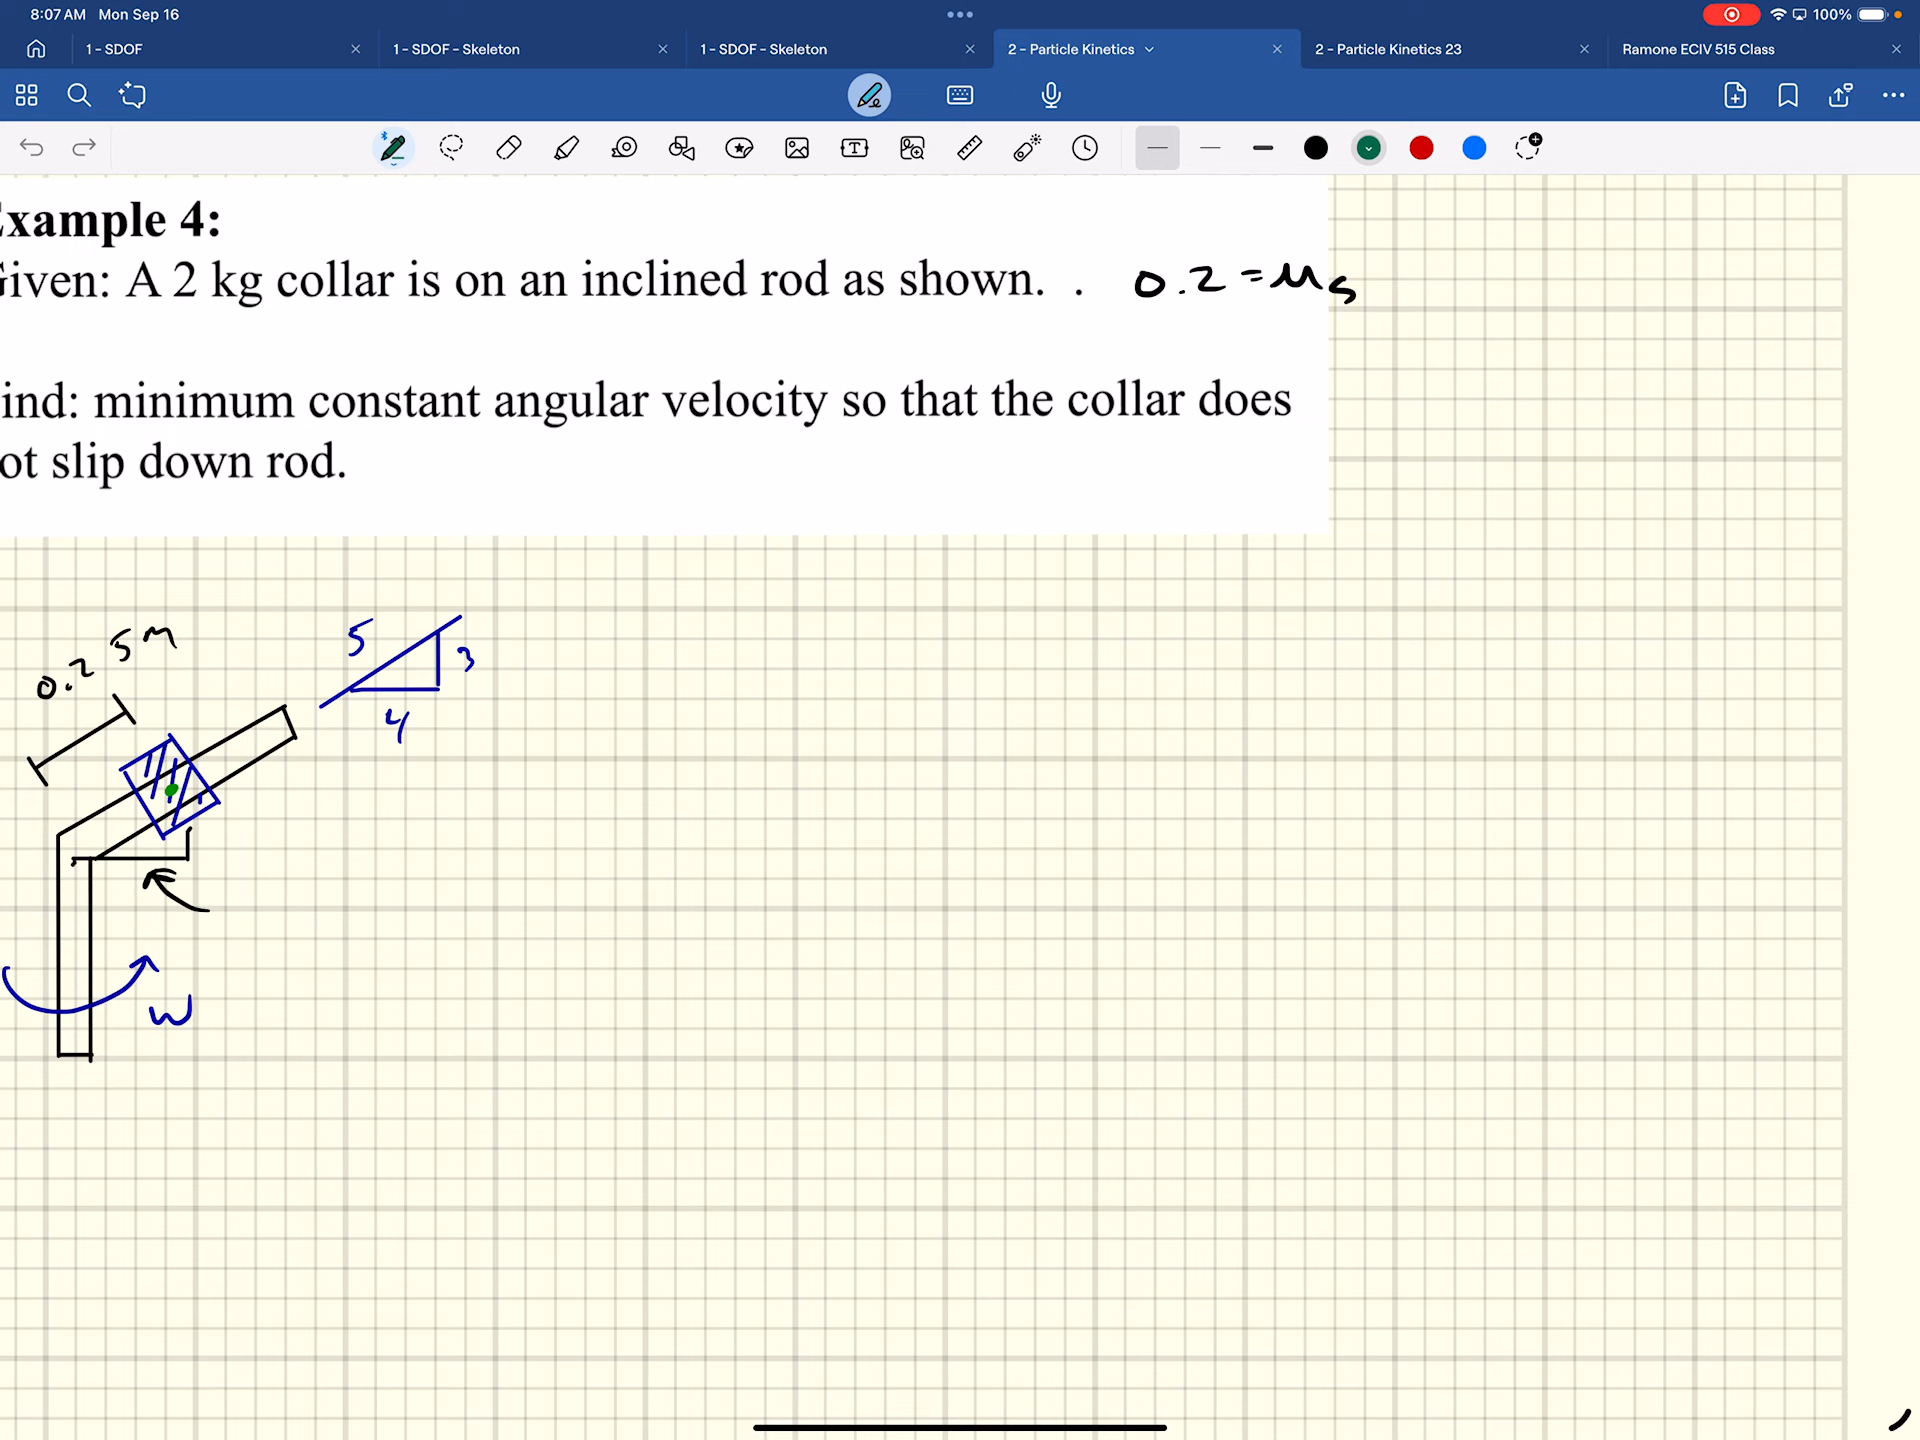 8:07 AM Mon Sep 16
100%
1 - SDOF
1 - SDOF - Skeleton
1 - SDOF - Skeleton
2 - Particle Kinetics
2 - Particle Kinetics 23
Ramone ECIV 515 Class
Example 4:
Given: A 2 kg collar is on an inclined rod as shown. . 0.2 = μs
ind: minimum constant angular velocity so that the collar does
ot slip down rod.
0.25m
5
3
4
ω